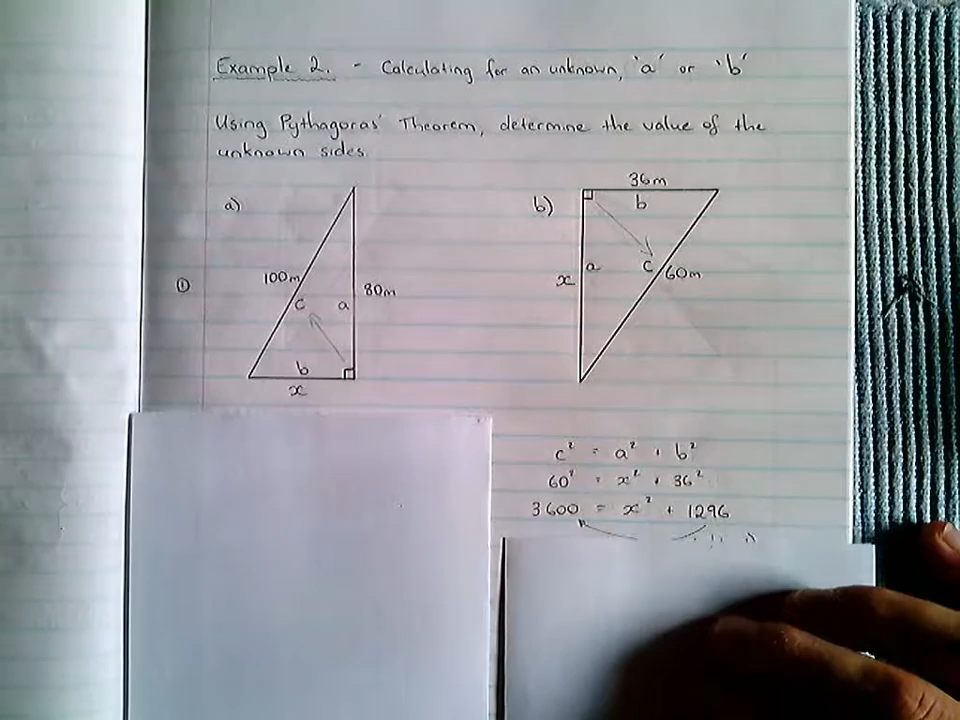 Example 2. - Calculating for an unknown, 'a' or 'b'
Using Pythagoras' Theorem, determine the value of the
unknown sides.
a)
①
100m
c
a
80m
b
x
b)
36m
b
x
a
c
60m
c² = a² + b²
60² = x² + 36²
3600 = x² + 1296